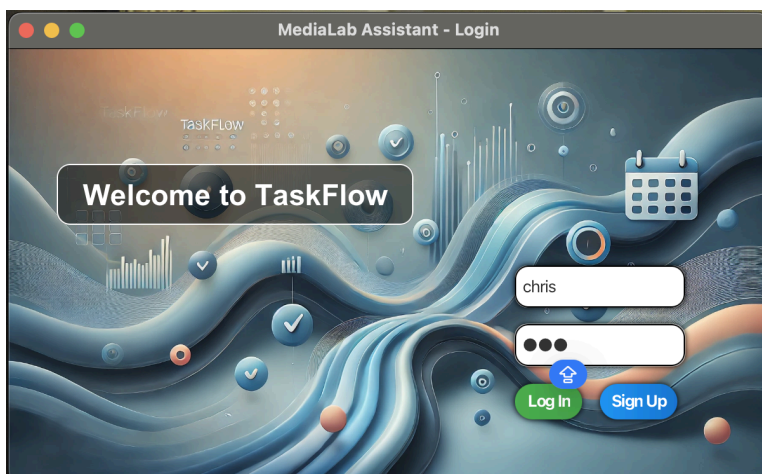 MediaLab Assistant - Login
TaskFlow
TASKFLOW
Welcome to TaskFlow
chris
●●●
Log In
Sign Up